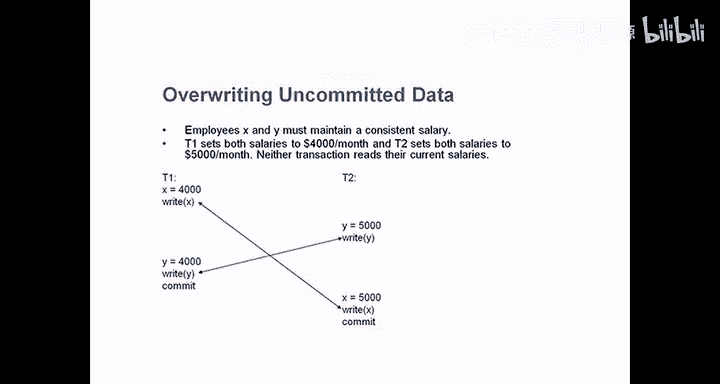 bilibili
Overwriting Uncommitted Data
• Employees x and y must maintain a consistent salary.
• T1 sets both salaries to $4000/month and T2 sets both salaries to
$5000/month. Neither transaction reads their current salaries.
T1:
x = 4000
write(x)
T2:
y = 5000
write(y)
y = 4000
write(y)
commit
x = 5000
write(x)
commit